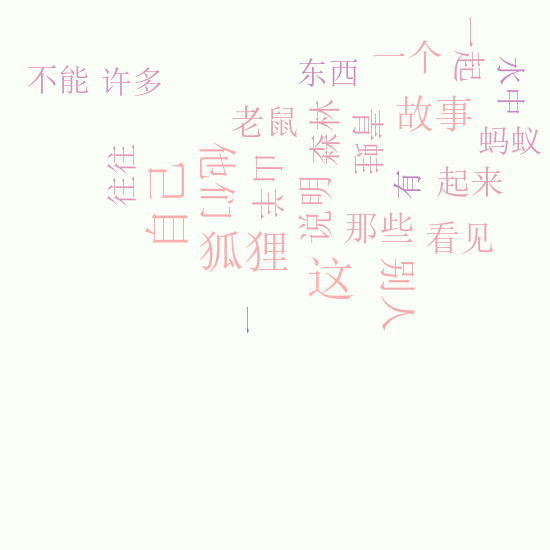 一起
水中
一个
东西
不能
许多
故事
老鼠
森林
青蛙
蚂蚁
往往
他们
山羊
自己
说明
有
起来
那些
看见
狐狸
这
别人
一